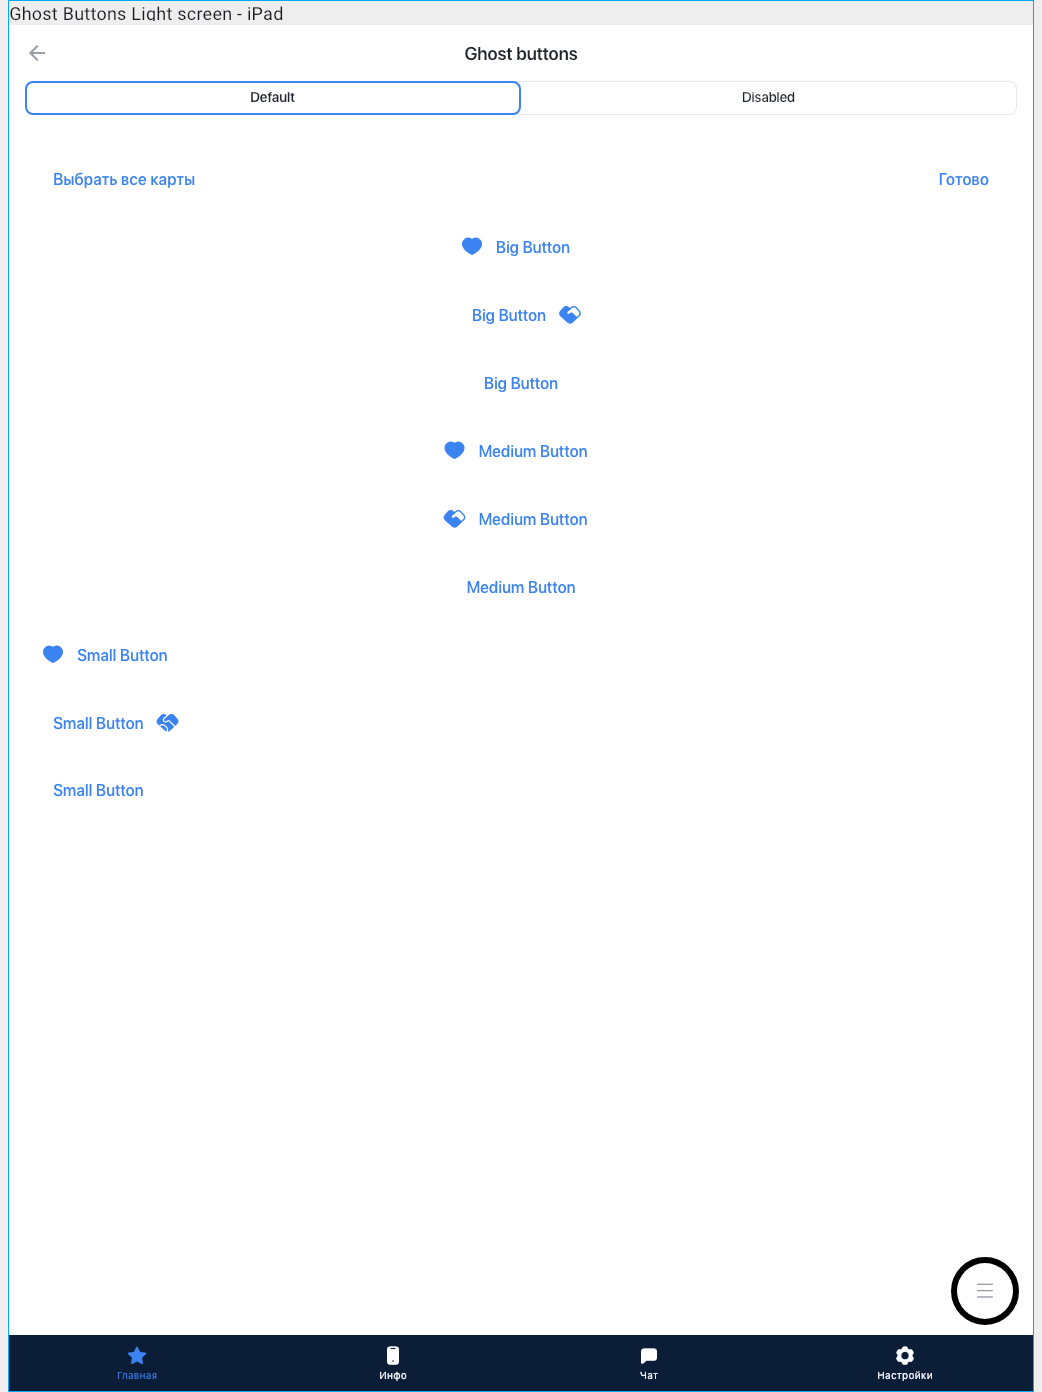 Ghost Buttons Light screen - iPad
Ghost buttons
Default
Disabled
Выбрать все карты
Готово
Big Button
Big Button
Big Button
Medium Button
Medium Button
Medium Button
Small Button
Small Button
Small Button
Главная
Инфо
Чат
Настройки